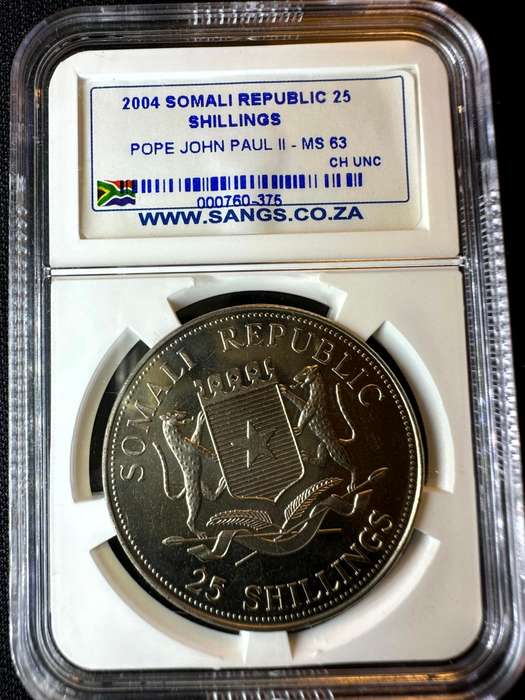 2004 SOMALI REPUBLIC 25
SHILLINGS
POPE JOHN PAUL II - MS 63
CH UNC
000760-375
WWW.SANGS.CO.ZA
SOMALI REPUBLIC
25 SHILLINGS